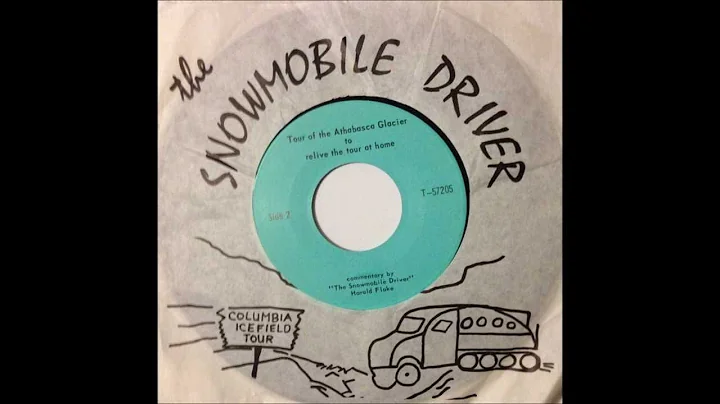 the
SNOWMOBILE DRIVER
Tour of the Athabasca Glacier
to
relive the tour at home
T-57205
Side 2
commentary by
"The Snowmobile Driver"
Harold Flake
COLUMBIA
ICEFIELD
TOUR